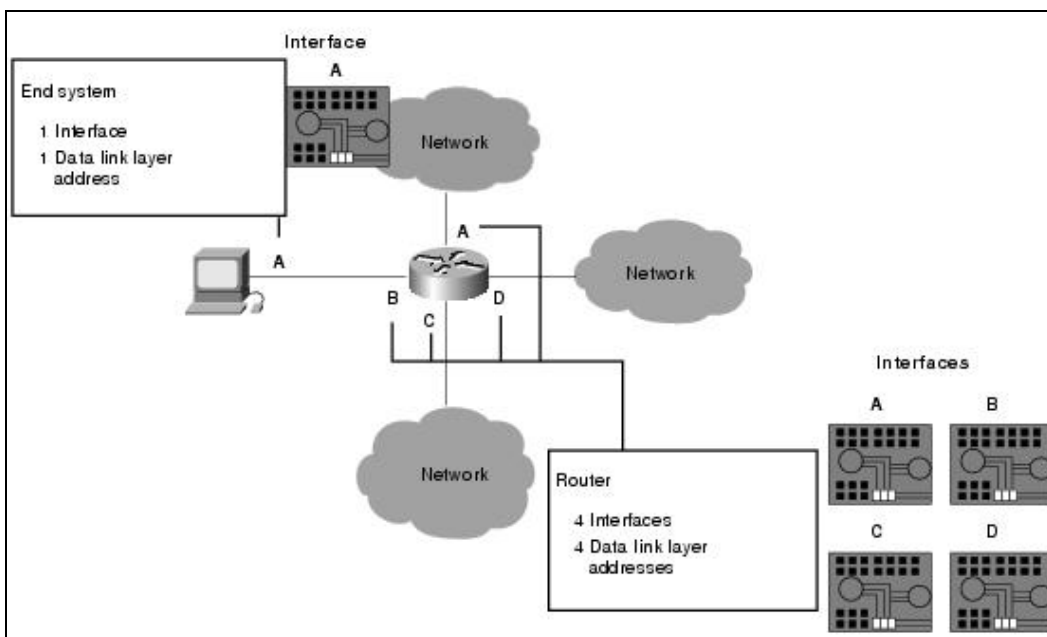 Interface
A
End system
1 Interface
1 Data link layer
address
Network
A
A
Network
B
C
D
Interfaces
A
B
Network
Router
4 Interfaces
4 Data link layer
addresses
C
D